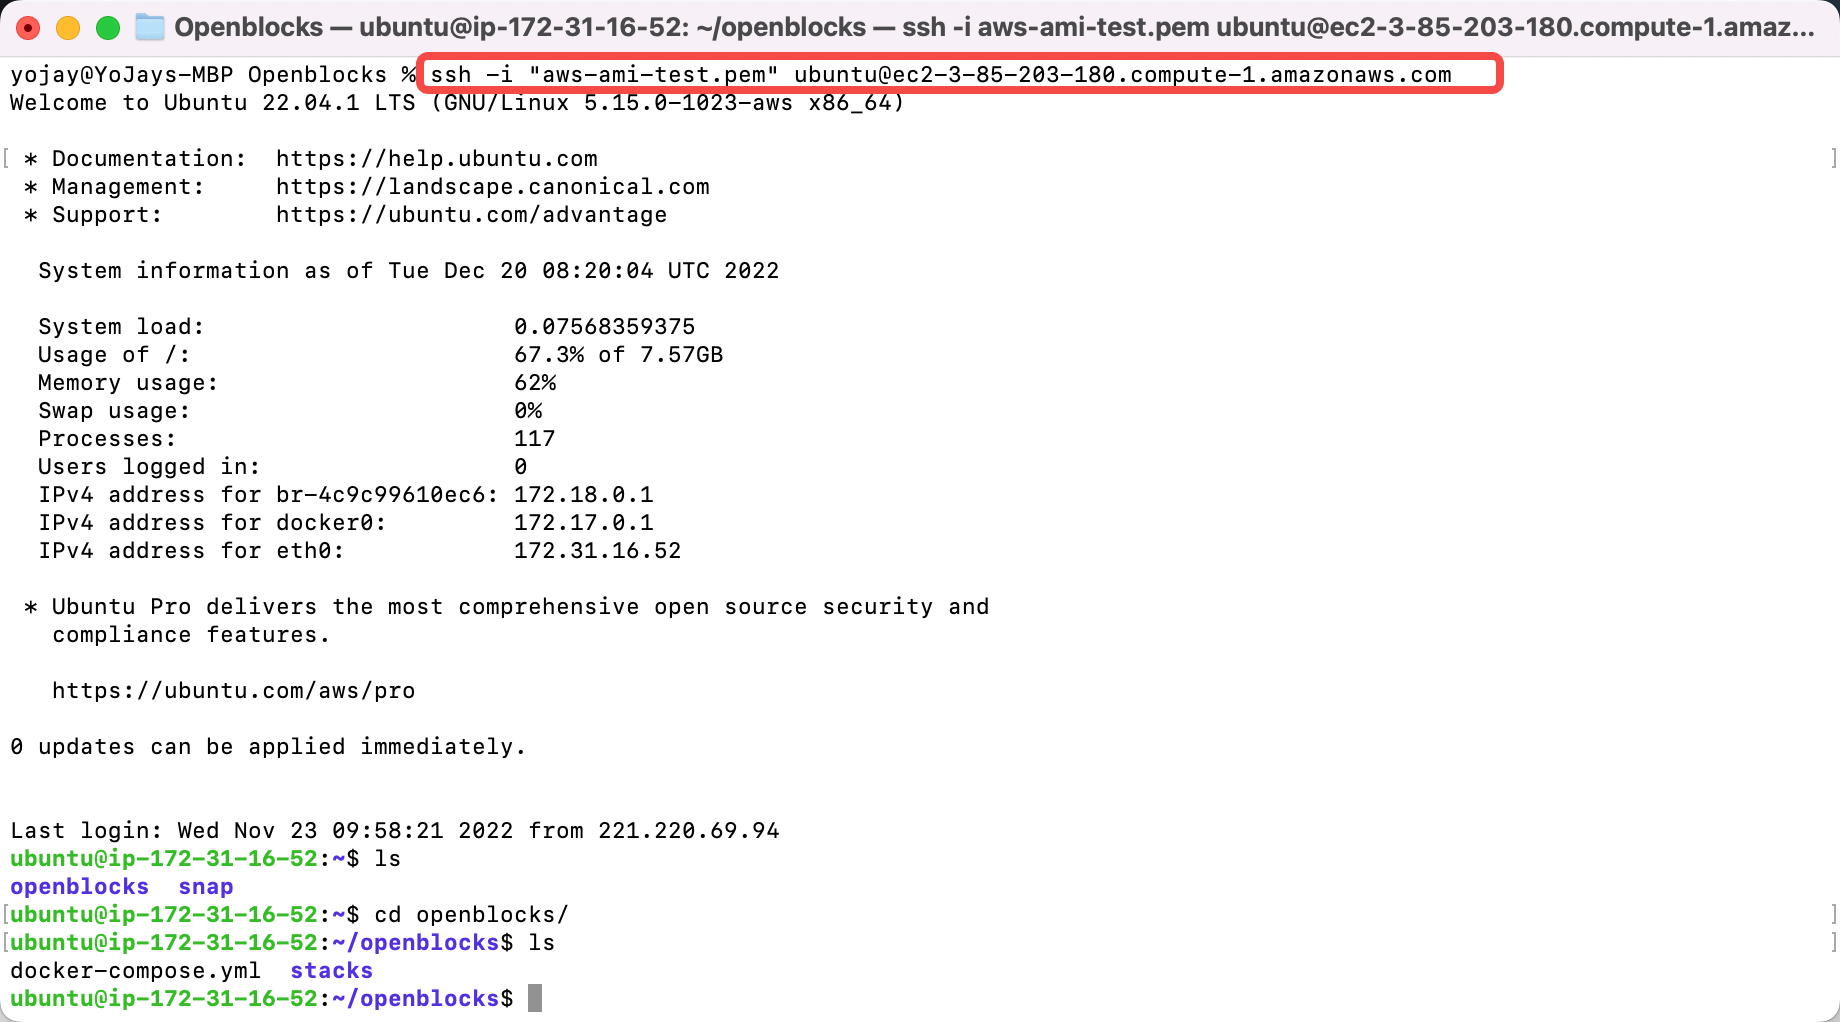 Openblocks — ubuntu@ip-172-31-16-52: ~/openblocks — ssh -i aws-ami-test.pem ubuntu@ec2-3-85-203-180.compute-1.amaz...
yojay@YoJays-MBP Openblocks % ssh -i "aws-ami-test.pem" ubuntu@ec2-3-85-203-180.compute-1.amazonaws.com
Welcome to Ubuntu 22.04.1 LTS (GNU/Linux 5.15.0-1023-aws x86_64)
[ * Documentation:  https://help.ubuntu.com ]
 * Management:     https://landscape.canonical.com
 * Support:        https://ubuntu.com/advantage
  System information as of Tue Dec 20 08:20:04 UTC 2022
  System load:                      0.07568359375
  Usage of /:                       67.3% of 7.57GB
  Memory usage:                     62%
  Swap usage:                       0%
  Processes:                        117
  Users logged in:                  0
  IPv4 address for br-4c9c99610ec6: 172.18.0.1
  IPv4 address for docker0:         172.17.0.1
  IPv4 address for eth0:            172.31.16.52
 * Ubuntu Pro delivers the most comprehensive open source security and
   compliance features.
   https://ubuntu.com/aws/pro
0 updates can be applied immediately.
Last login: Wed Nov 23 09:58:21 2022 from 221.220.69.94
ubuntu@ip-172-31-16-52:~$ ls
openblocks  snap
[ubuntu@ip-172-31-16-52:~$ cd openblocks/ ]
[ubuntu@ip-172-31-16-52:~/openblocks$ ls ]
docker-compose.yml  stacks
ubuntu@ip-172-31-16-52:~/openblocks$